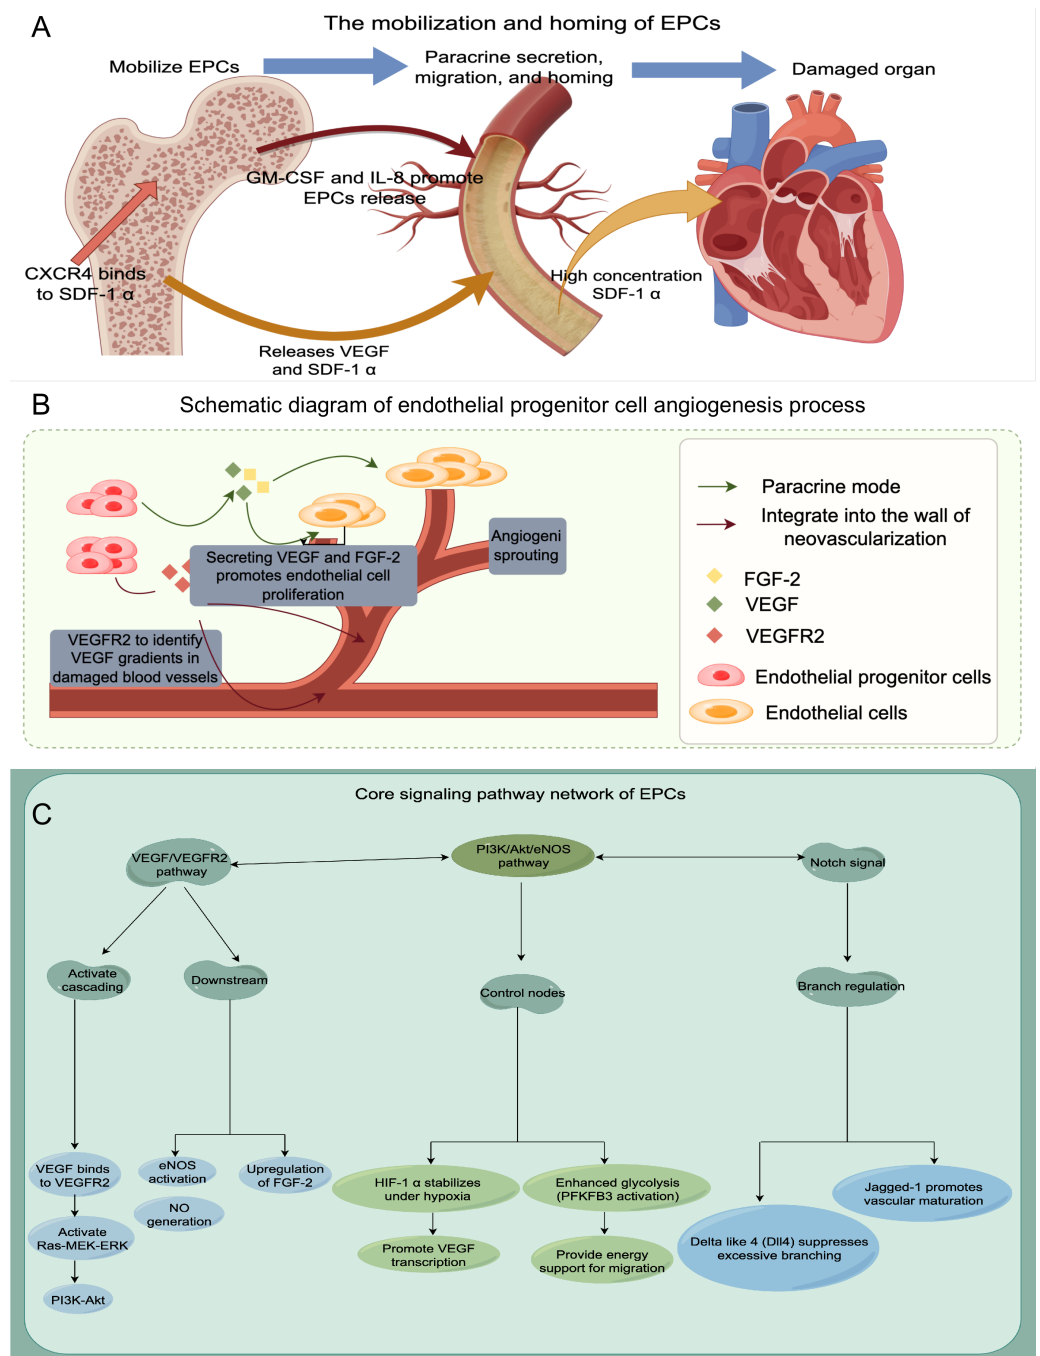 A
The mobilization and homing of EPCs
Mobilize EPCs
Paracrine secretion,
migration, and homing
Damaged organ
GM-CSF and IL-8 promote
EPCs release
CXCR4 binds
to SDF-1 α
High concentration
SDF-1 α
Releases VEGF
and SDF-1 α
B
Schematic diagram of endothelial progenitor cell angiogenesis process
Secreting VEGF and FGF-2
promotes endothelial cell
proliferation
Angiogeni
sprouting
VEGFR2 to identify
VEGF gradients in
damaged blood vessels
Paracrine mode
Integrate into the wall of
neovascularization
FGF-2
VEGF
VEGFR2
Endothelial progenitor cells
Endothelial cells
C
Core signaling pathway network of EPCs
VEGF/VEGFR2
pathway
PI3K/Akt/eNOS
pathway
Notch signal
Activate
cascading
Downstream
Control nodes
Branch regulation
VEGF binds
to VEGFR2
Activate
Ras-MEK-ERK
PI3K-Akt
eNOS
activation
NO
generation
Upregulation
of FGF-2
HIF-1 α stabilizes
under hypoxia
Promote VEGF
transcription
Enhanced glycolysis
(PFKFB3 activation)
Provide energy
support for migration
Delta like 4 (Dll4) suppresses
excessive branching
Jagged-1 promotes
vascular maturation